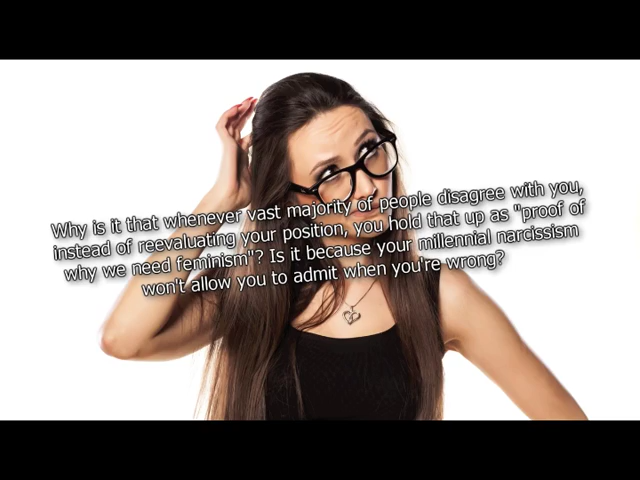 Why is it that whenever vast majority of people disagree with you,
instead of reevaluating your position, you hold that up as "proof of
why we need feminism"? Is it because your millennial narcissism
won't allow you to admit when you're wrong?